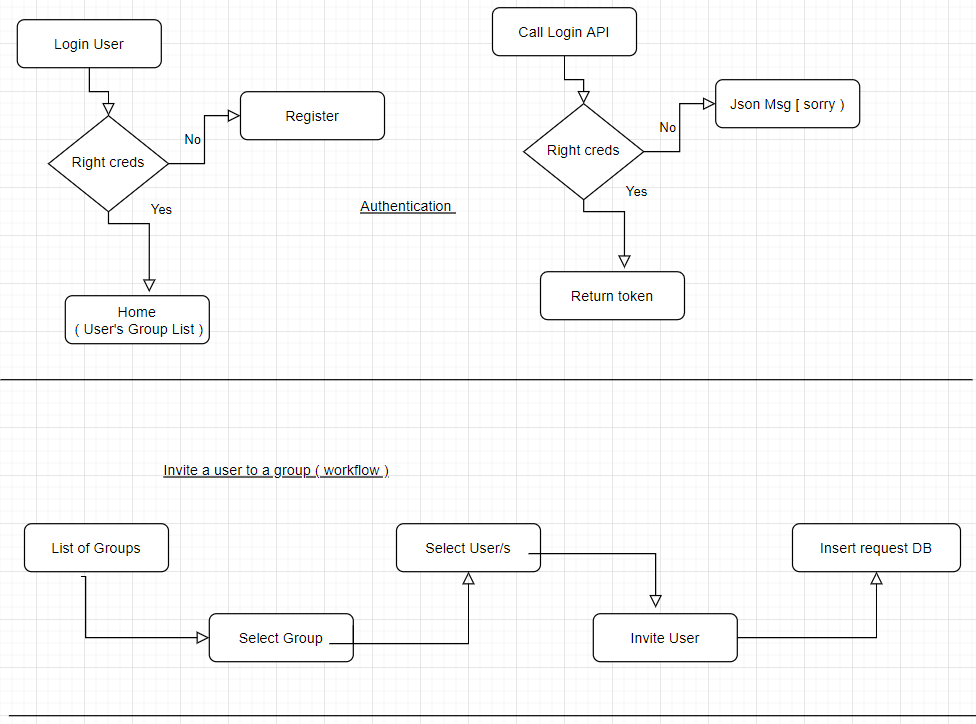 Login User
Call Login API
Register
Json Msg [ sorry )
No
No
Right creds
Right creds
Yes
Yes
Authentication
Home
( User's Group List )
Return token
Invite a user to a group ( workflow )
List of Groups
Select User/s
Insert request DB
Select Group
Invite User